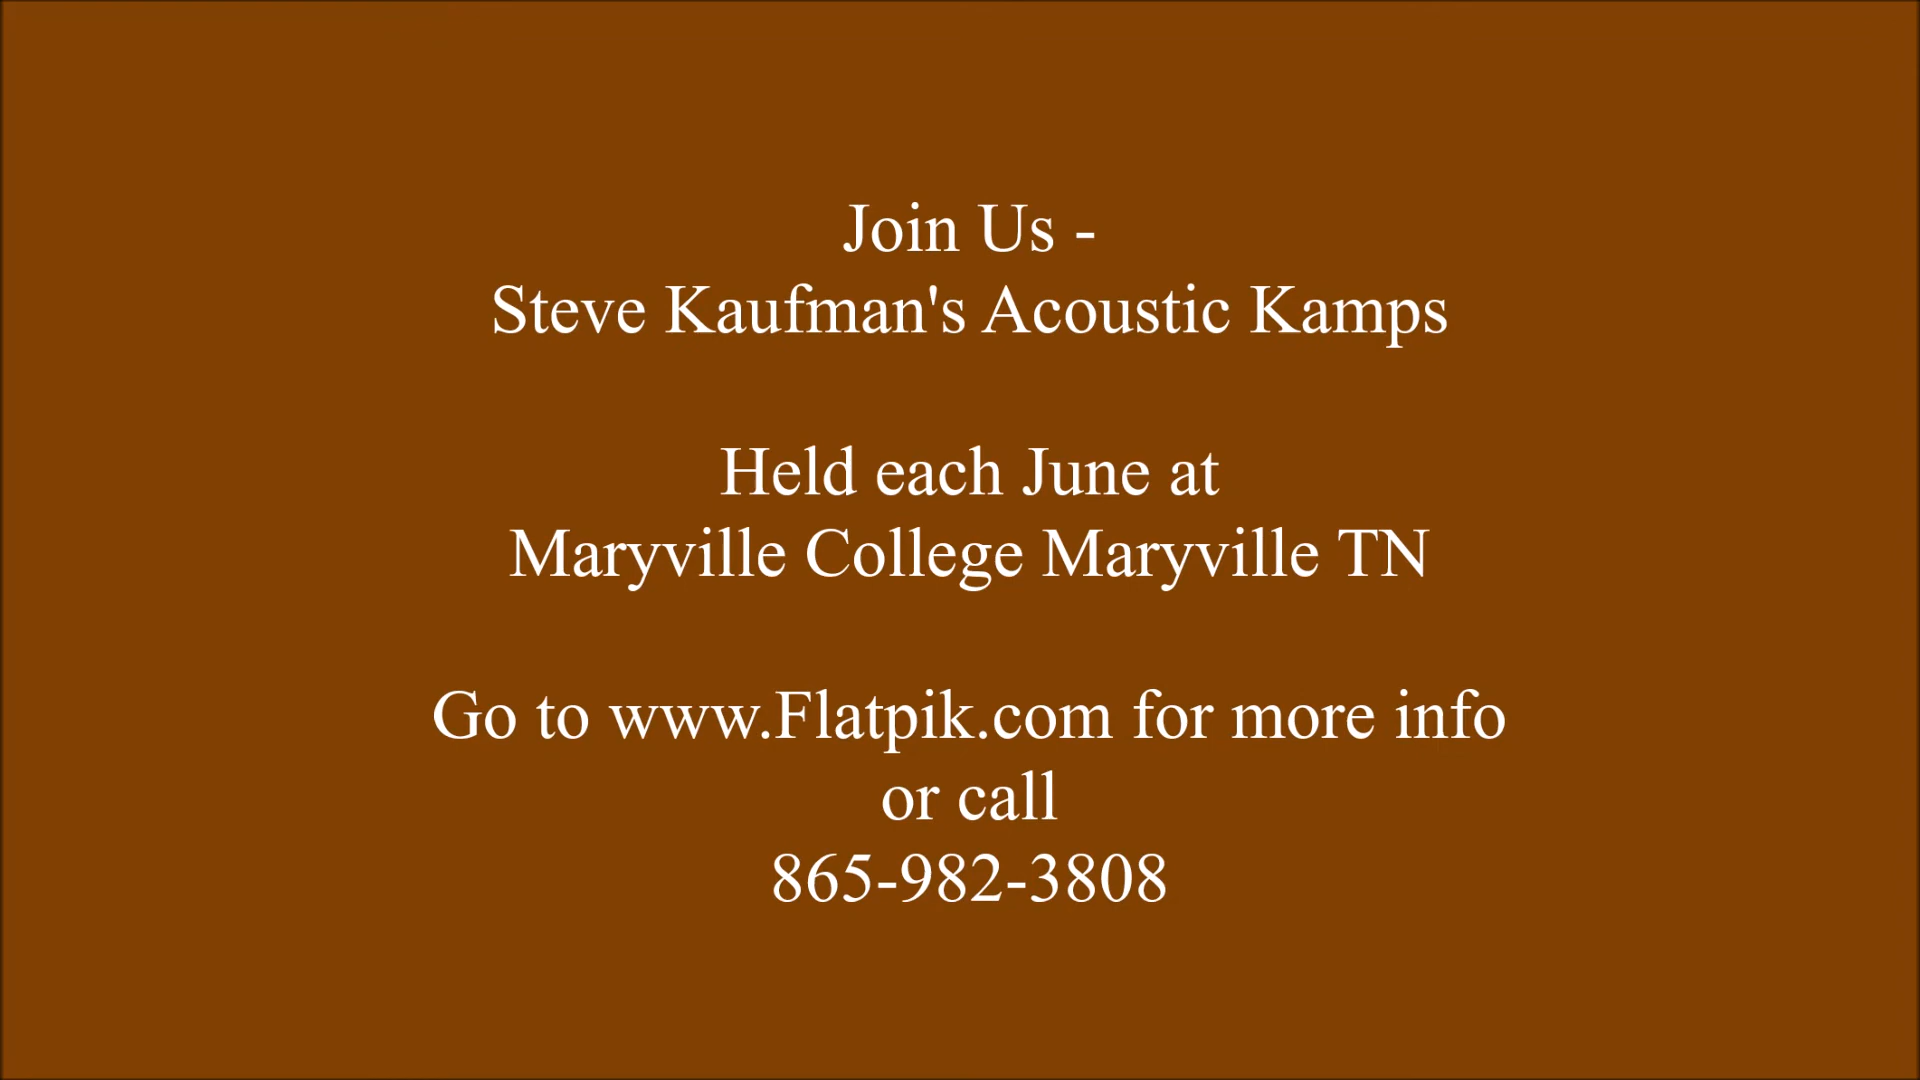 Join Us -
Steve Kaufman's Acoustic Kamps
Held each June at
Maryville College Maryville TN
Go to www.Flatpik.com for more info
or call
865-982-3808